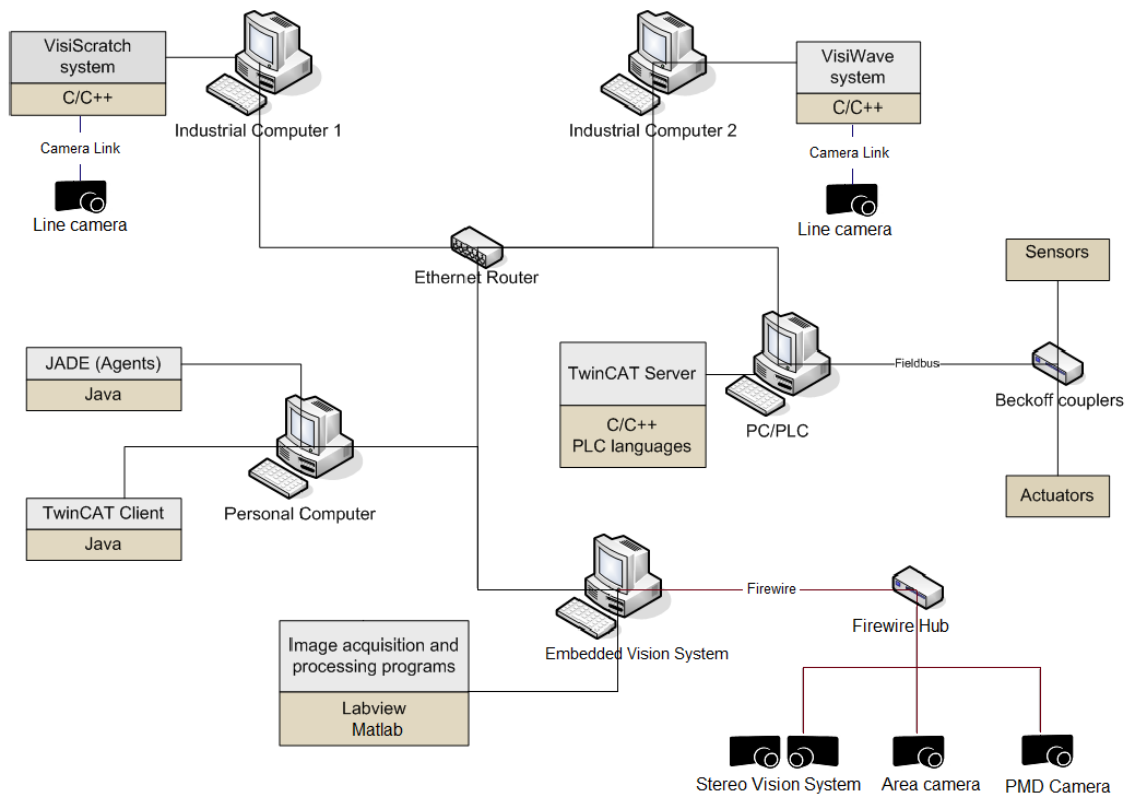 VisiScratch
system
C/C++
Camera Link
Line camera
Industrial Computer 1
Industrial Computer 2
VisiWave
system
C/C++
Camera Link
Line camera
Ethernet Router
Sensors
JADE (Agents)
Java
TwinCAT Server
C/C++
PLC languages
PC/PLC
Fieldbus
Beckoff couplers
Actuators
TwinCAT Client
Java
Personal Computer
Image acquisition and
processing programs
Labview
Matlab
Embedded Vision System
Firewire
Firewire Hub
Stereo Vision System
Area camera
PMD Camera